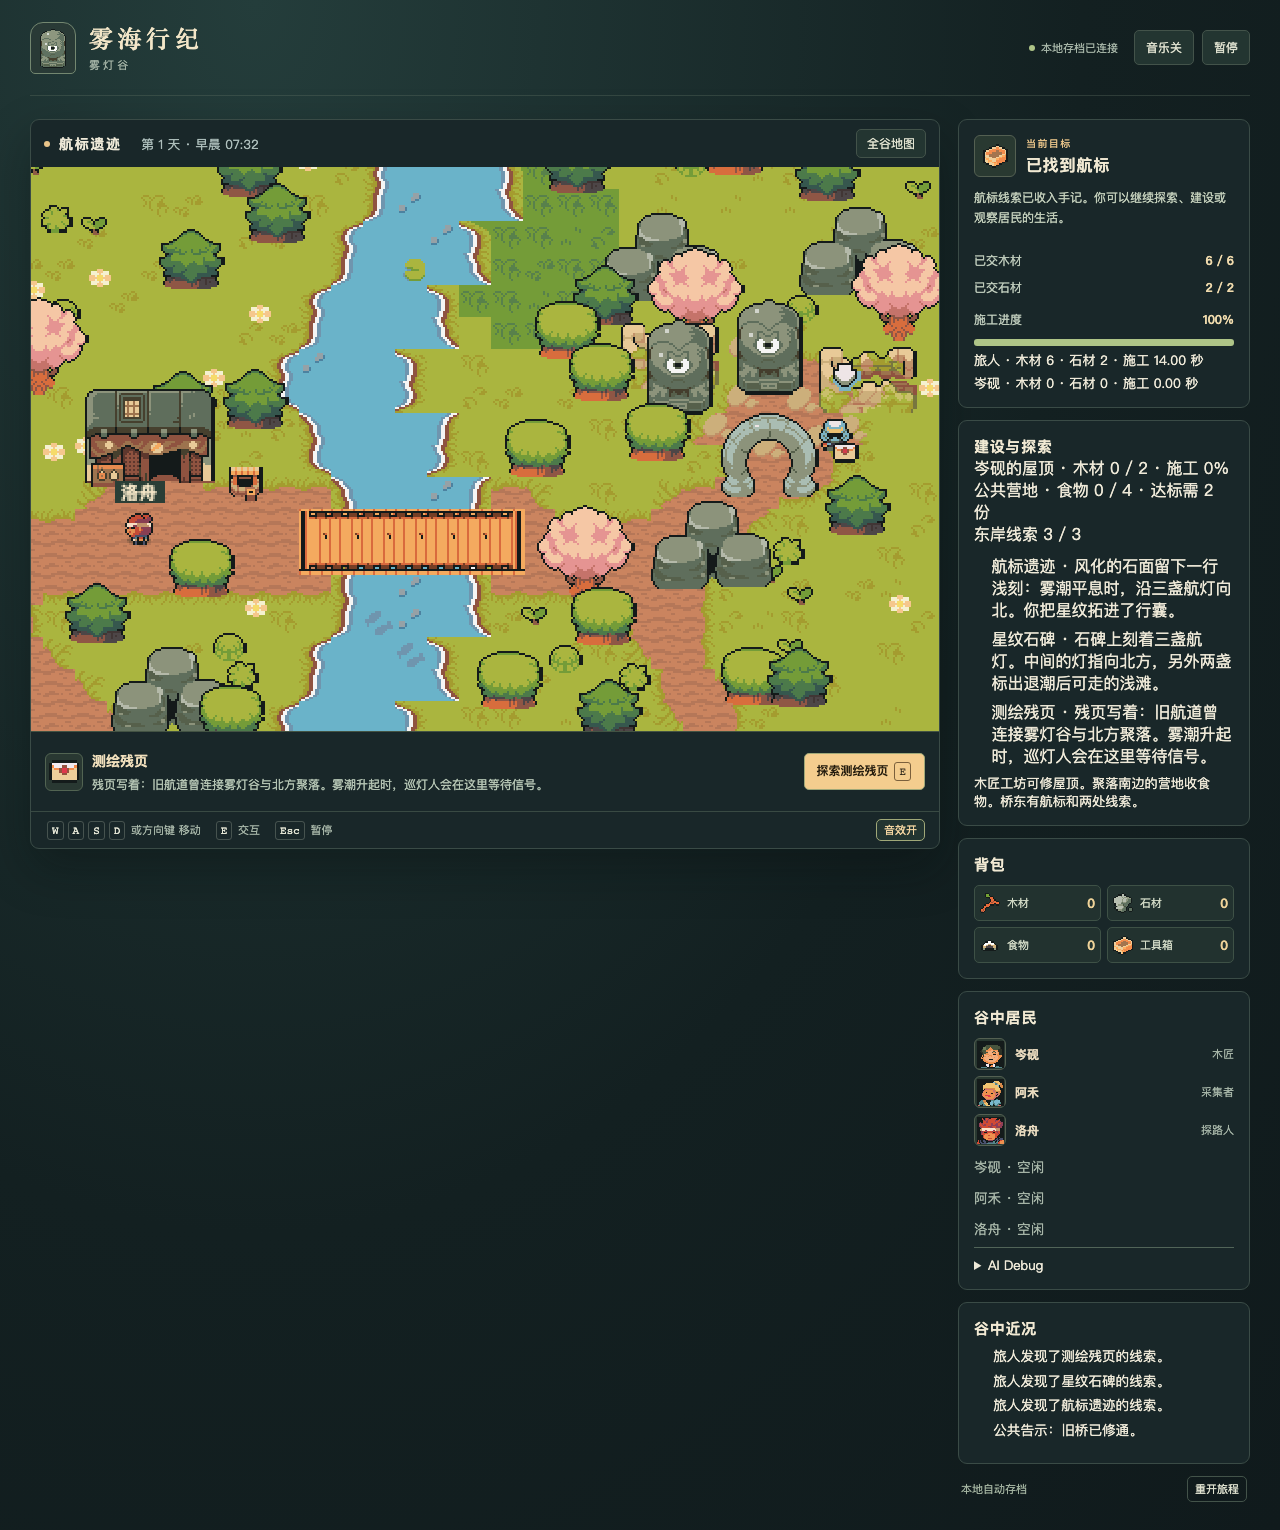 雾海行纪
雾灯谷
本地存档已连接
音乐关
暂停
航标遗迹
第 1 天 · 早晨 07:32
全谷地图
洛舟
测绘残页
残页写着：旧航道曾连接雾灯谷与北方聚落。雾潮升起时，巡灯人会在这里等待信号。
探索测绘残页 E
W A S D 或方向键 移动 E 交互 Esc 暂停
音效开
当前目标
已找到航标
航标线索已收入手记。你可以继续探索、建设或
观察居民的生活。
已交木材 6 / 6
已交石材 2 / 2
施工进度 100%
旅人 · 木材 6 · 石材 2 · 施工 14.00 秒
岑砚 · 木材 0 · 石材 0 · 施工 0.00 秒
建设与探索
岑砚的屋顶 · 木材 0 / 2 · 施工 0%
公共营地 · 食物 0 / 4 · 达标需 2
份
东岸线索 3 / 3
航标遗迹 · 风化的石面留下一行
浅刻：雾潮平息时，沿三盏航灯向
北。你把星纹拓进了行囊。
星纹石碑 · 石碑上刻着三盏航
灯。中间的灯指向北方，另外两盏
标出退潮后可走的浅滩。
测绘残页 · 残页写着：旧航道曾
连接雾灯谷与北方聚落。雾潮升起
时，巡灯人会在这里等待信号。
木匠工坊可修屋顶。聚落南边的营地收食
物。桥东有航标和两处线索。
背包
木材 0
石材 0
食物 0
工具箱 0
谷中居民
岑砚 木匠
阿禾 采集者
洛舟 探路人
岑砚 · 空闲
阿禾 · 空闲
洛舟 · 空闲
AI Debug
谷中近况
旅人发现了测绘残页的线索。
旅人发现了星纹石碑的线索。
旅人发现了航标遗迹的线索。
公共告示：旧桥已修通。
本地自动存档
重开旅程